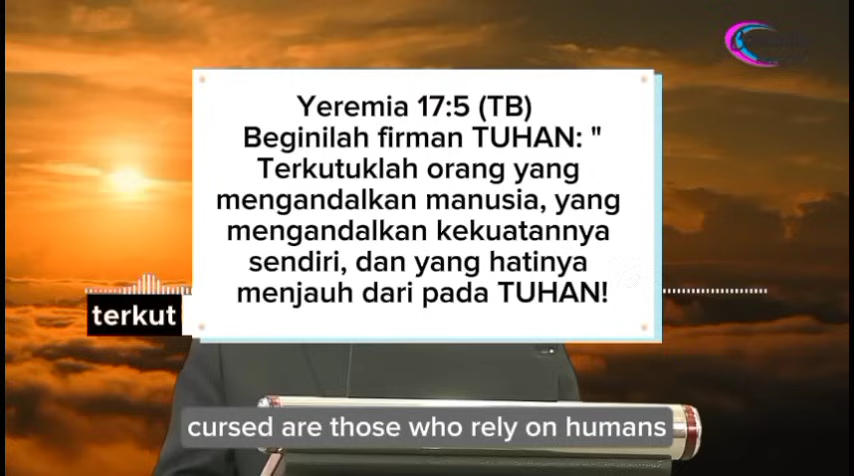 Yeremia 17:5 (TB)
Beginilah firman TUHAN: "
Terkutuklah orang yang
mengandalkan manusia, yang
mengandalkan kekuatannya
sendiri, dan yang hatinya
menjauh dari pada TUHAN!
terkut
cursed are those who rely on humans